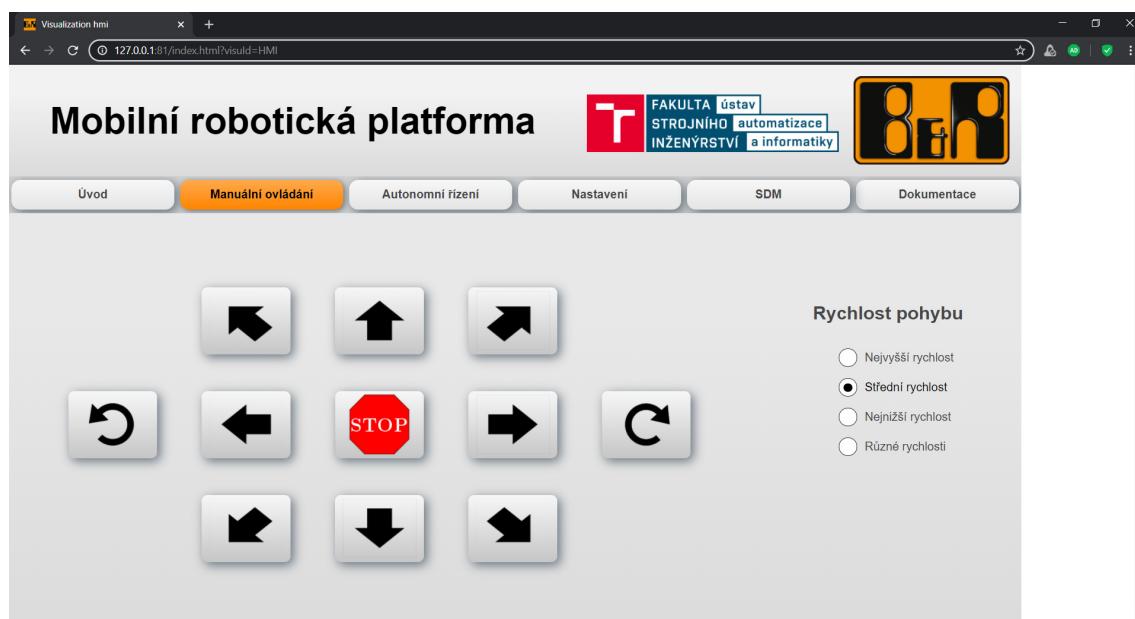 Visualization hmi
127.0.0.1:81/index.html?visuId=HMI
Mobilní robotická platforma
FAKULTA ústav
STROJNÍHO automatizace
INŽENÝRSTVÍ a informatiky
B&R
Úvod Manuální ovládání Autonomní řízení Nastavení SDM Dokumentace
Rychlost pohybu
Nejvyšší rychlost
Střední rychlost
STOP
Nejnižší rychlost
Různé rychlosti